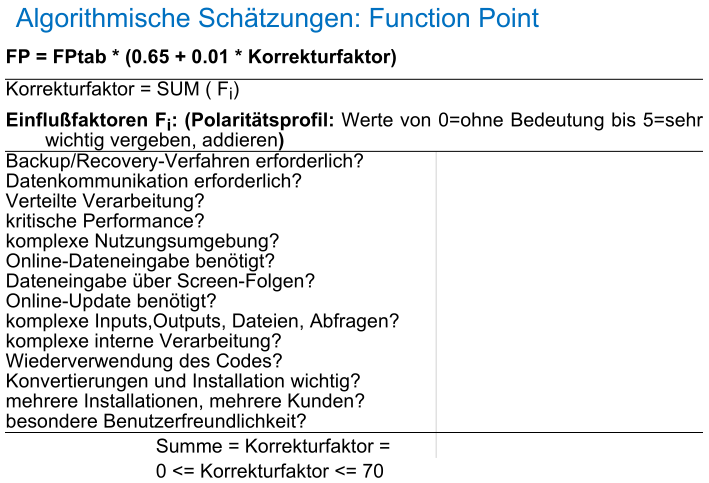 Algorithmische Schätzungen: Function Point
FP = FPtab * (0.65 + 0.01 * Korrekturfaktor)
Korrekturfaktor = SUM ( Fi)
Einflußfaktoren Fi: (Polaritätsprofil: Werte von 0=ohne Bedeutung bis 5=sehr
wichtig vergeben, addieren)
Backup/Recovery-Verfahren erforderlich?
Datenkommunikation erforderlich?
Verteilte Verarbeitung?
kritische Performance?
komplexe Nutzungsumgebung?
Online-Dateneingabe benötigt?
Dateneingabe über Screen-Folgen?
Online-Update benötigt?
komplexe Inputs,Outputs, Dateien, Abfragen?
komplexe interne Verarbeitung?
Wiederverwendung des Codes?
Konvertierungen und Installation wichtig?
mehrere Installationen, mehrere Kunden?
besondere Benutzerfreundlichkeit?
Summe = Korrekturfaktor =
0 <= Korrekturfaktor <= 70